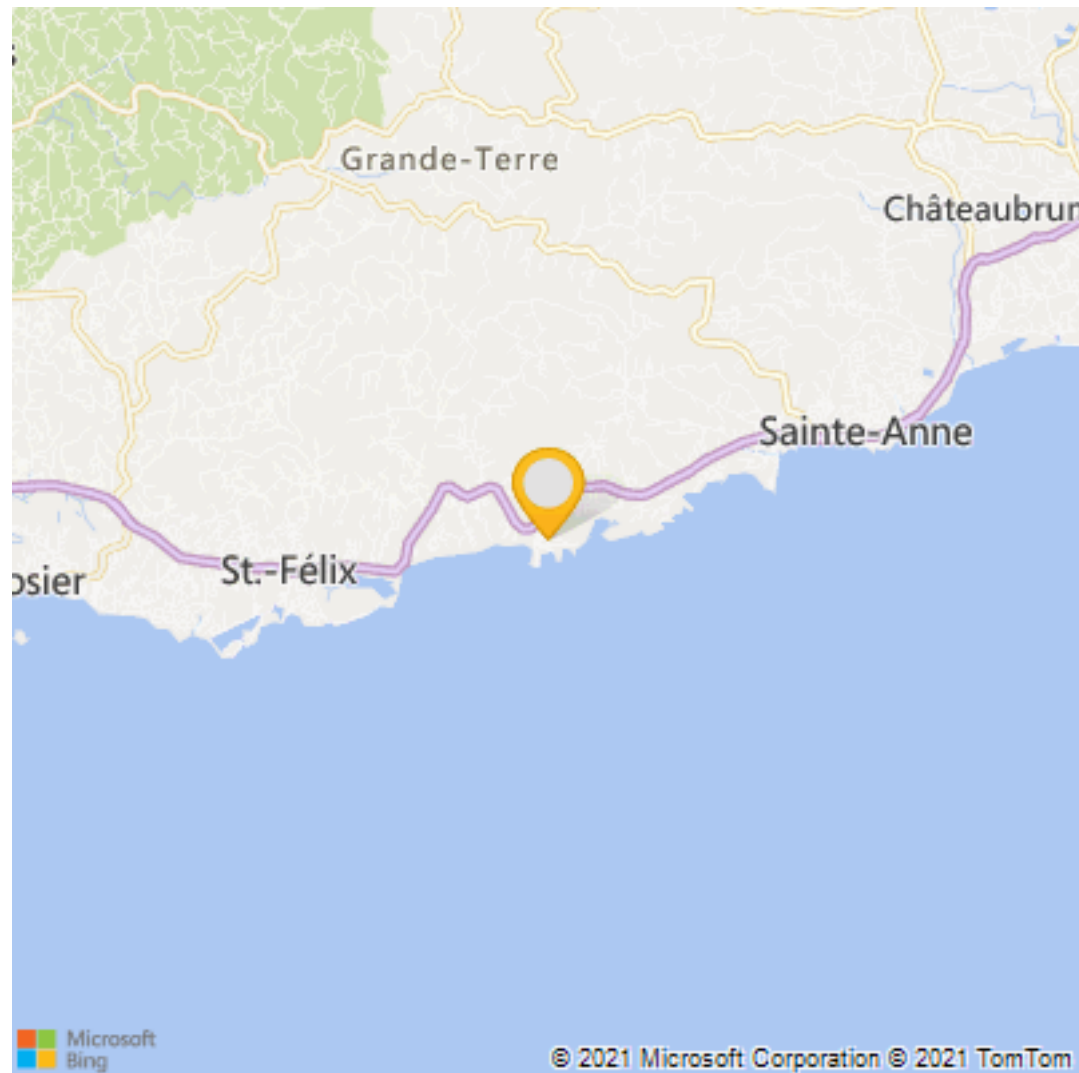 Grande-Terre
Châteaubrun
Sainte-Anne
St.-Félix
osier
Microsoft
Bing
© 2021 Microsoft Corporation © 2021 TomTom